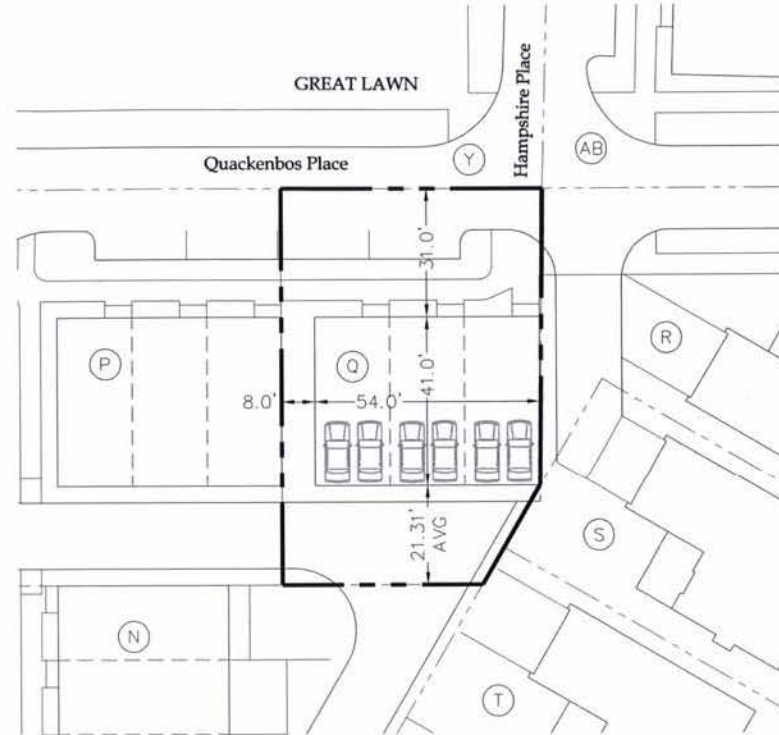 GREAT LAWN
Hampshire Place
Quackenbos Place
Y
AB
31.0'
P
Q
R
8.0'
54.0'
41.0'
21.31'
AVG
S
N
T